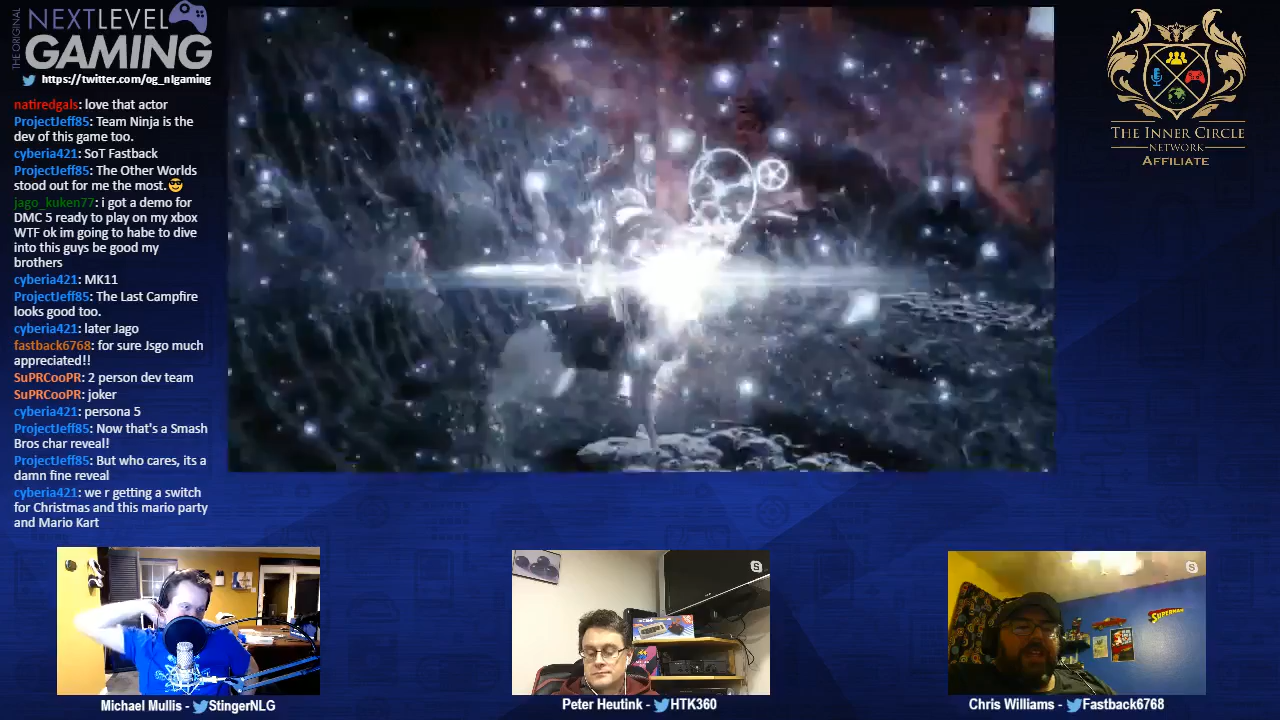 THE ORIGINAL
NEXTLEVEL
GAMING
https://twitter.com/og_nlgaming
natiredgals: love that actor
ProjectJeff85: Team Ninja is the
dev of this game too.
cyberia421: SoT Fastback
ProjectJeff85: The Other Worlds
stood out for me the most.😎
jago_kuken77: i got a demo for
DMC 5 ready to play on my xbox
WTF ok im going to habe to dive
into this guys be good my
brothers
cyberia421: MK11
ProjectJeff85: The Last Campfire
looks good too.
cyberia421: later Jago
fastback6768: for sure Jsgo much
appreciated!!
SuPRCooPR: 2 person dev team
SuPRCooPR: joker
cyberia421: persona 5
ProjectJeff85: Now that's a Smash
Bros char reveal!
ProjectJeff85: But who cares, its a
damn fine reveal
cyberia421: we r getting a switch
for Christmas and this mario party
and Mario Kart
THE INNER CIRCLE
NETWORK
AFFILIATE
SUPERMAN
Michael Mullis - StingerNLG
Peter Heutink - HTK360
Chris Williams - Fastback6768